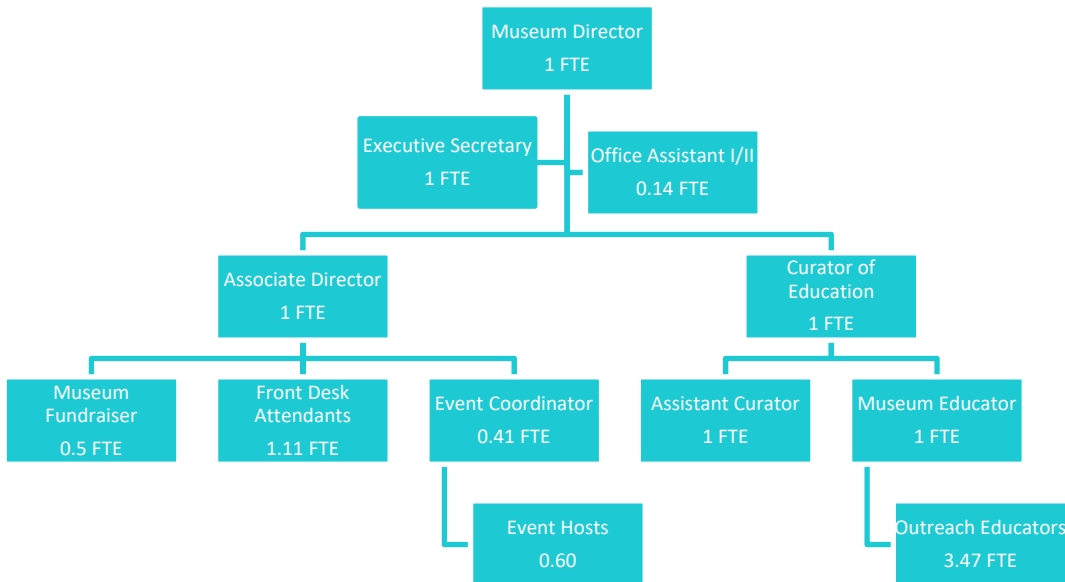 Museum Director
1 FTE
Executive Secretary
1 FTE
Office Assistant I/II
0.14 FTE
Associate Director
1 FTE
Curator of
Education
1 FTE
Museum
Fundraiser
0.5 FTE
Front Desk
Attendants
1.11 FTE
Event Coordinator
0.41 FTE
Assistant Curator
1 FTE
Museum Educator
1 FTE
Event Hosts
0.60
Outreach Educators
3.47 FTE